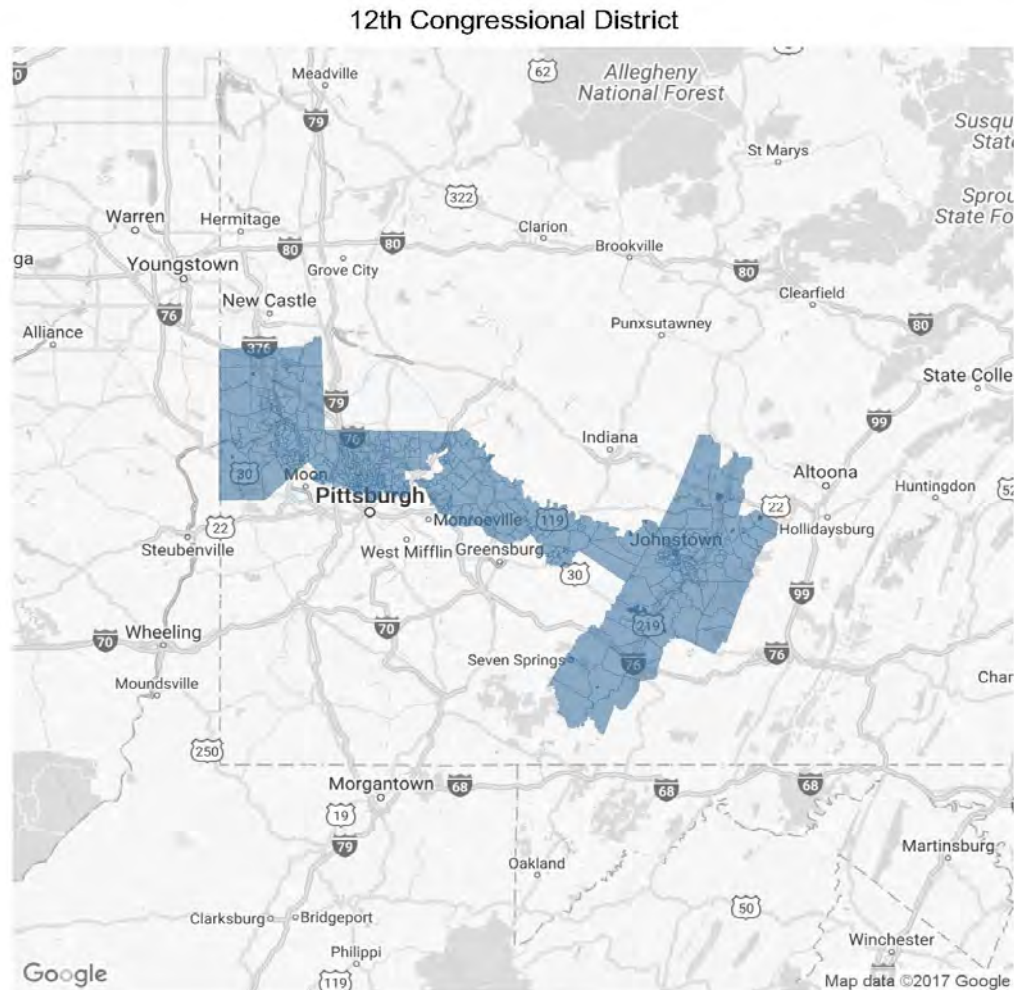 12th Congressional District
Meadville
62
Allegheny
National Forest
79
Susqu
State
St Marys
322
Sprou
State Fo
Warren
Hermitage
Clarion
80
80
Brookville
ga
Youngstown
Grove City
80
New Castle
Clearfield
76
Alliance
Punxsutawney
80
376
State Colle
79
99
76
Indiana
30
Moon
Altoona
Huntingdon
Pittsburgh
22
22
Monroeville
119
Hollidaysburg
Steubenville
West Mifflin
Greensburg
Johnstown
30
99
70
Wheeling
70
219
76
Seven Springs
76
Moundsville
Char
250
Morgantown
68
68
68
19
79
Martinsburg
Oakland
50
Clarksburg
Bridgeport
Winchester
Philippi
Google
119
Map data ©2017 Google